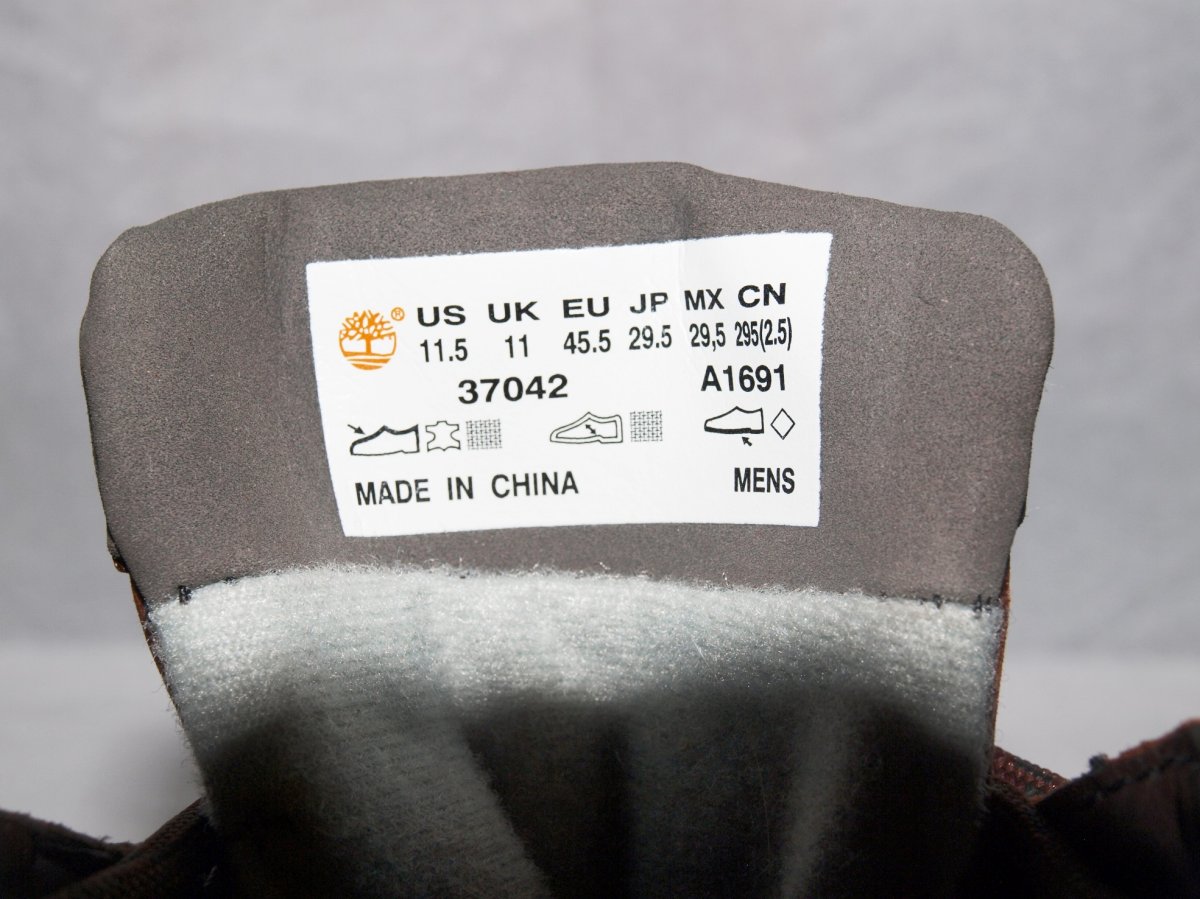 ® US UK EU JP MX CN
11.5 11 45.5 29.5 29,5 295(2.5)
37042 A1691
MADE IN CHINA MENS